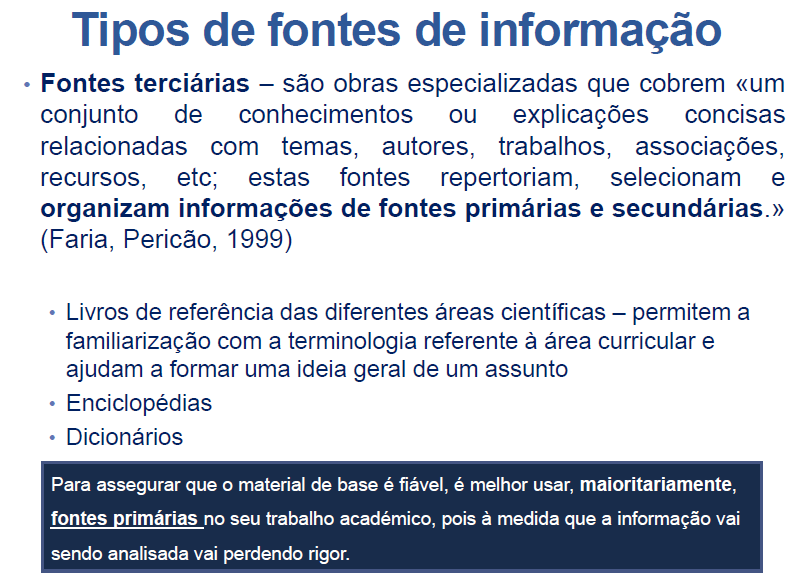 Tipos de fontes de informação
• Fontes terciárias – são obras especializadas que cobrem «um
conjunto de conhecimentos ou explicações concisas
relacionadas com temas, autores, trabalhos, associações,
recursos, etc; estas fontes repertoriam, selecionam e
organizam informações de fontes primárias e secundárias.»
(Faria, Pericão, 1999)
• Livros de referência das diferentes áreas científicas – permitem a
familiarização com a terminologia referente à área curricular e
ajudam a formar uma ideia geral de um assunto
• Enciclopédias
• Dicionários
Para assegurar que o material de base é fiável, é melhor usar, maioritariamente,
fontes primárias no seu trabalho académico, pois à medida que a informação vai
sendo analisada vai perdendo rigor.